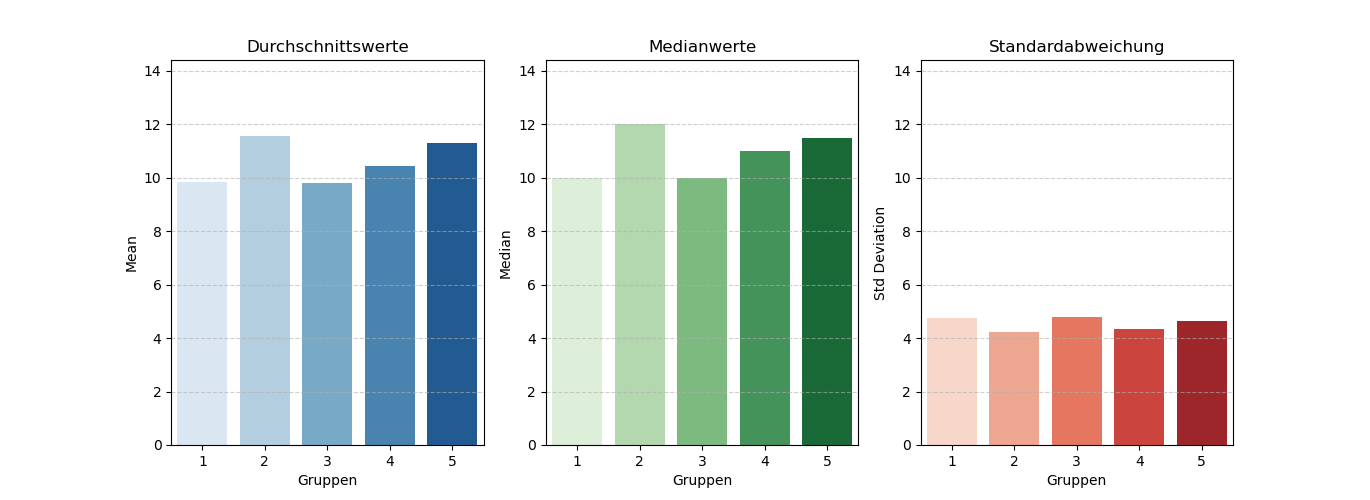 Durchschnittswerte
14
12
10
8
6
4
2
0
Mean
1 2 3 4 5
Gruppen
Medianwerte
14
12
10
8
6
4
2
0
Median
1 2 3 4 5
Gruppen
Standardabweichung
14
12
10
8
6
4
2
0
Std Deviation
1 2 3 4 5
Gruppen